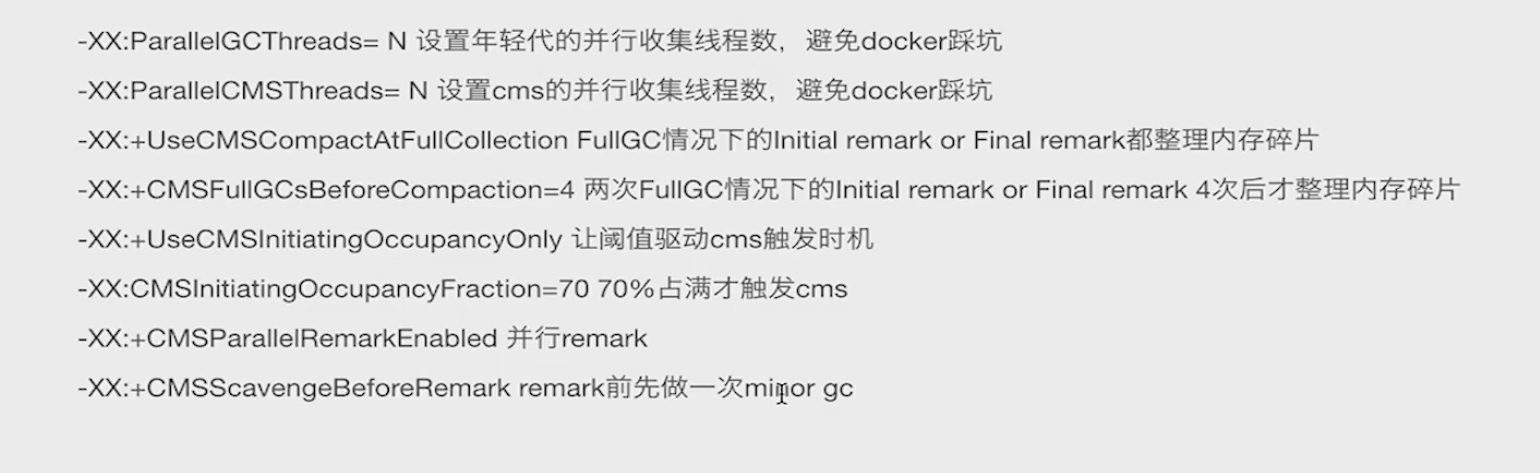 -XX:ParallelGCThreads= N 设置年轻代的并行收集线程数，避免docker踩坑
-XX:ParallelCMSThreads= N 设置cms的并行收集线程数，避免docker踩坑
-XX:+UseCMSCompactAtFullCollection FullGC情况下的Initial remark or Final remark都整理内存碎片
-XX:+CMSFullGCsBeforeCompaction=4 两次FullGC情况下的Initial remark or Final remark 4次后才整理内存碎片
-XX:+UseCMSInitiatingOccupancyOnly 让阈值驱动cms触发时机
-XX:CMSInitiatingOccupancyFraction=70 70%占满才触发cms
-XX:+CMSParallelRemarkEnabled 并行remark
-XX:+CMSScavengeBeforeRemark remark前先做一次minor gc